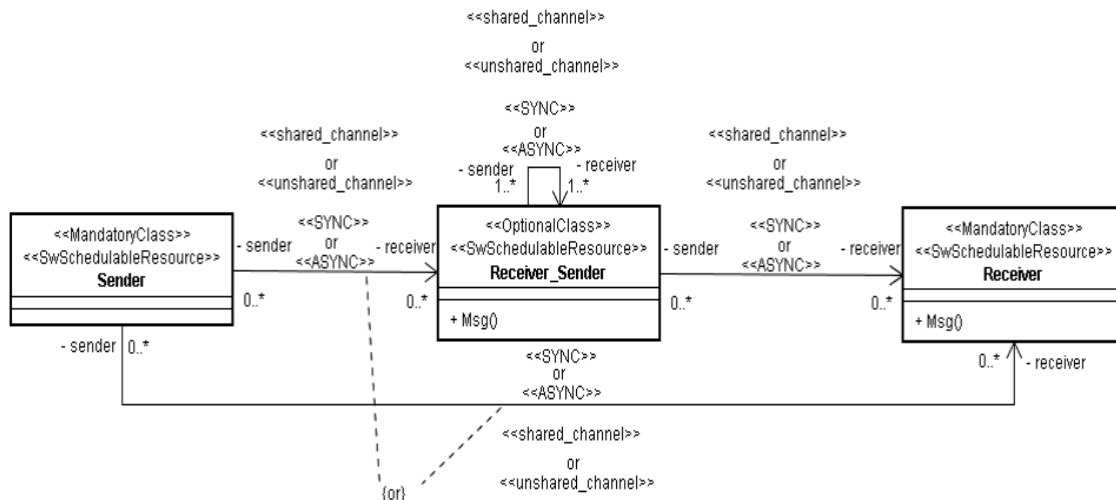 <<shared_channel>>
or
<<unshared_channel>>
<<SYNC>>
or
<<ASYNC>>
- sender
- receiver
1..*
1..*
<<shared_channel>>
or
<<unshared_channel>>
<<SYNC>>
or
<<ASYNC>>
- sender
- receiver
0..*
0..*
<<shared_channel>>
or
<<unshared_channel>>
<<SYNC>>
or
<<ASYNC>>
- sender
- receiver
0..*
0..*
<<MandatoryClass>>
<<SwSchedulableResource>>
Sender
<<OptionalClass>>
<<SwSchedulableResource>>
Receiver_Sender
+ Msg()
<<MandatoryClass>>
<<SwSchedulableResource>>
Receiver
+ Msg()
- sender
0..*
<<SYNC>>
or
<<ASYNC>>
0..*
- receiver
<<shared_channel>>
or
<<unshared_channel>>
{or}